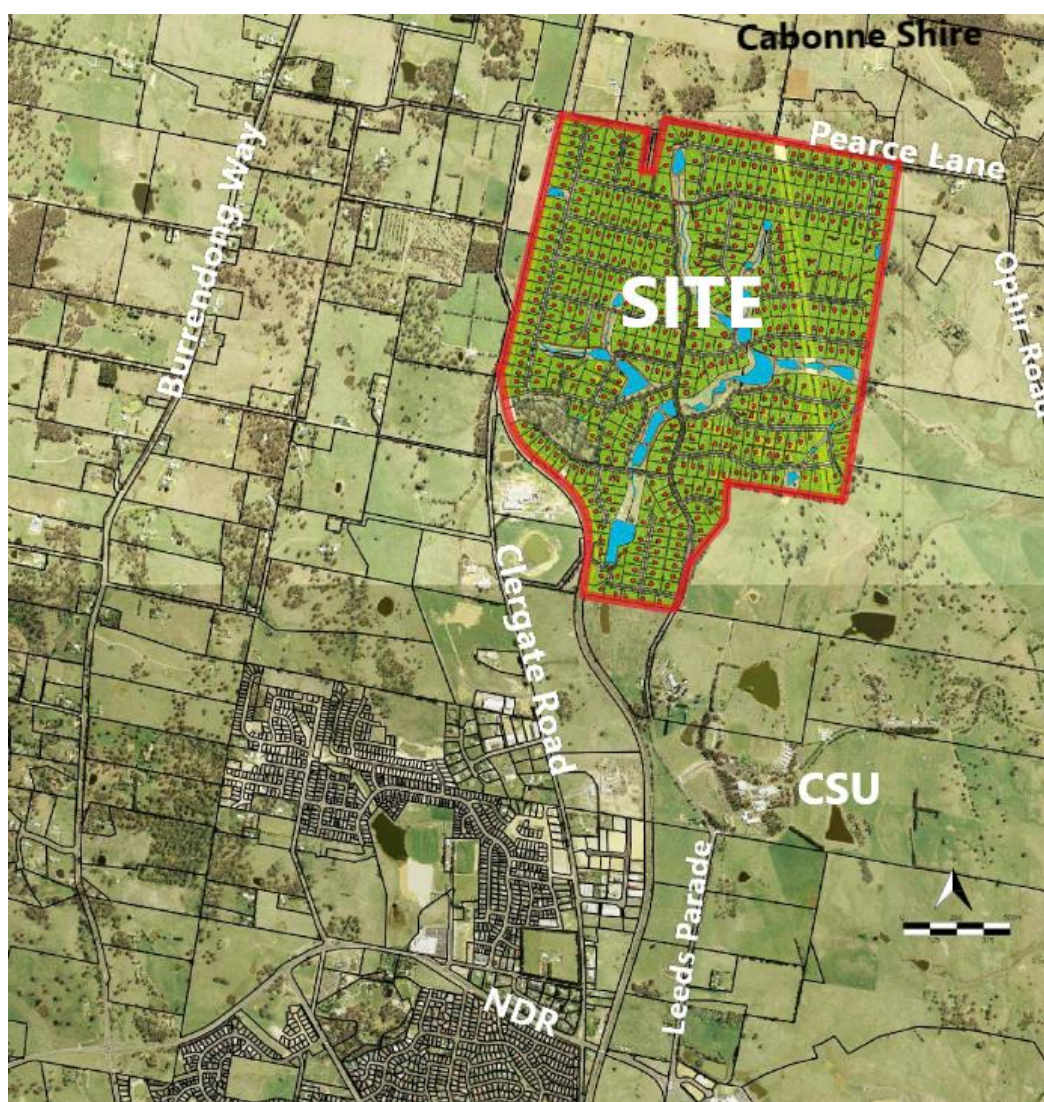 Cabonne Shire
Pearce Lane
Burrendong Way
Ophir Road
SITE
Clergate Road
CSU
Leeds Parade
NDR